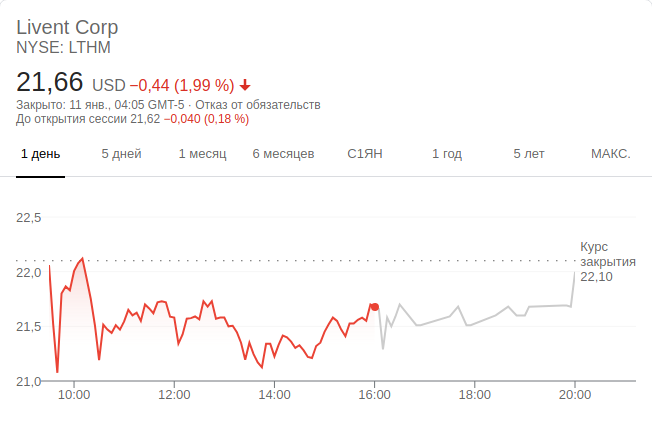 Livent Corp
NYSE: LTHM
21,66 USD −0,44 (1,99 %)
Закрыто: 11 янв., 04:05 GMT-5 · Отказ от обязательств
До открытия сессии 21,62 −0,040 (0,18 %)
1 день 5 дней 1 месяц 6 месяцев С1ЯН 1 год 5 лет МАКС.
22,5
Курс
закрытия
22,10
22,0
21,5
21,0
10:00 12:00 14:00 16:00 18:00 20:00